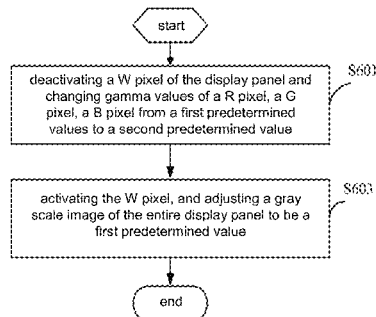 start
deactivating a W pixel of the display panel and
changing gamma values of a R pixel, a G
pixel, a B pixel from a first predetermined
values to a second predetermined value
S603
activating the W pixel, and adjusting a gray
scale image of the entire display panel to be a
first predetermined value
S603
end